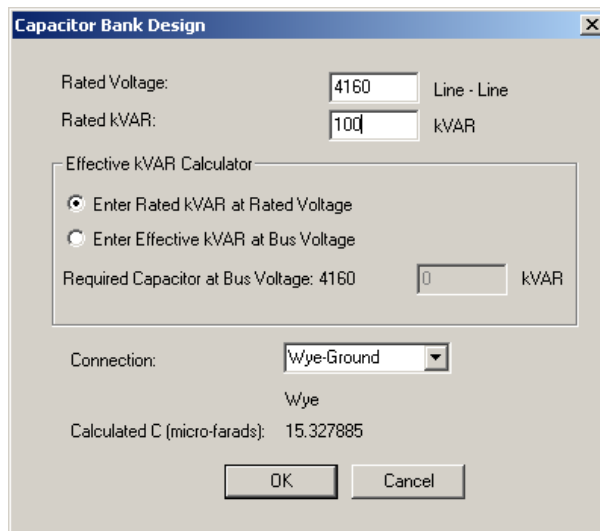 Capacitor Bank Design
Rated Voltage: 4160 Line - Line
Rated kVAR: 100 kVAR
Effective kVAR Calculator
Enter Rated kVAR at Rated Voltage
Enter Effective kVAR at Bus Voltage
Required Capacitor at Bus Voltage: 4160 0 kVAR
Connection: Wye-Ground
Wye
Calculated C (micro-farads): 15.327885
OK Cancel